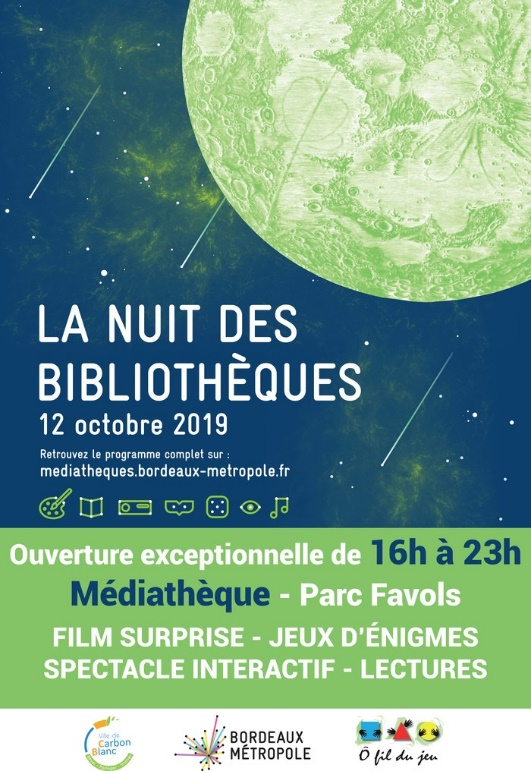 LA NUIT DES
BIBLIOTHÈQUES
12 octobre 2019
Retrouvez le programme complet sur :
mediatheques.bordeaux-metropole.fr
Ouverture exceptionnelle de 16h à 23h
Médiathèque - Parc Favols
FILM SURPRISE - JEUX D'ÉNIGMES
SPECTACLE INTERACTIF - LECTURES
Ville de
Carbon
Blanc
BORDEAUX
MÉTROPOLE
Ô fil du jeu